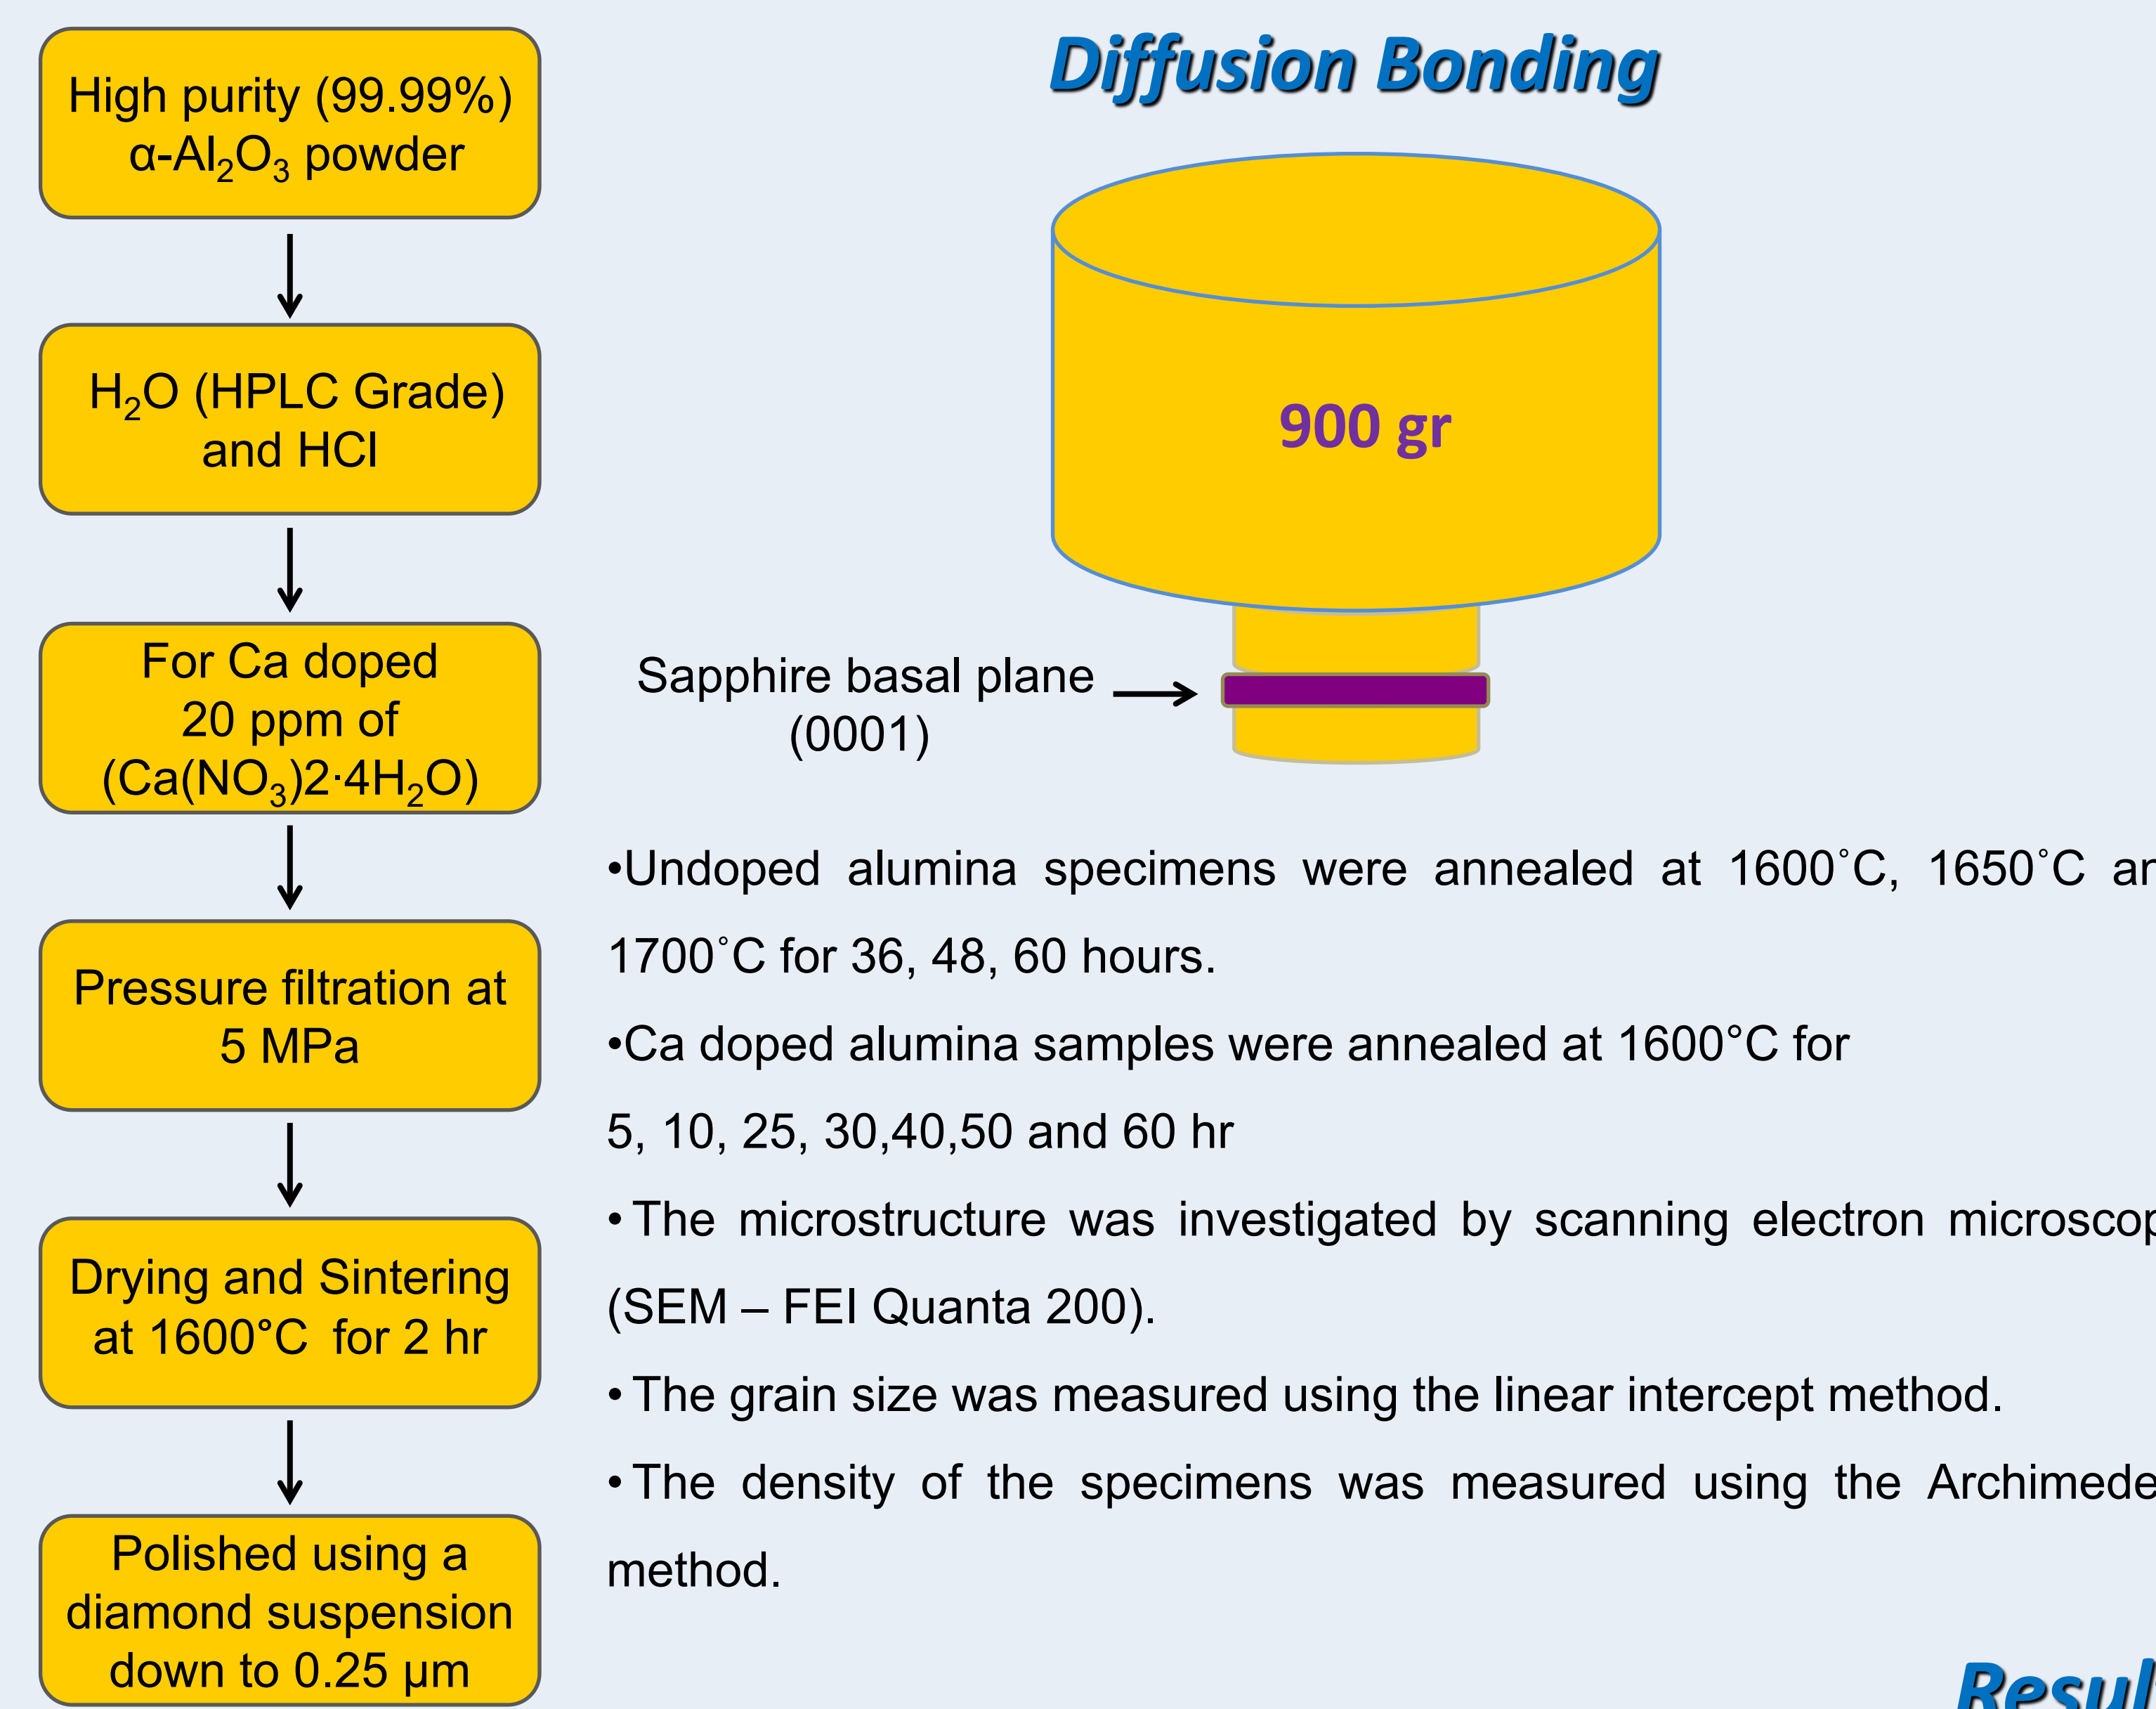 High purity (99.99%)
α-Al₂O₃ powder
H₂O (HPLC Grade)
and HCl
For Ca doped
20 ppm of
(Ca(NO₃)2·4H₂O)
Pressure filtration at
5 MPa
Drying and Sintering
at 1600°C for 2 hr
Polished using a
diamond suspension
down to 0.25 µm
Diffusion Bonding
900 gr
Sapphire basal plane
(0001)
•Undoped alumina specimens were annealed at 1600˚C, 1650˚C an
1700˚C for 36, 48, 60 hours.
•Ca doped alumina samples were annealed at 1600°C for
5, 10, 25, 30,40,50 and 60 hr
• The microstructure was investigated by scanning electron microscop
(SEM – FEI Quanta 200).
• The grain size was measured using the linear intercept method.
• The density of the specimens was measured using the Archimede
method.
Resul